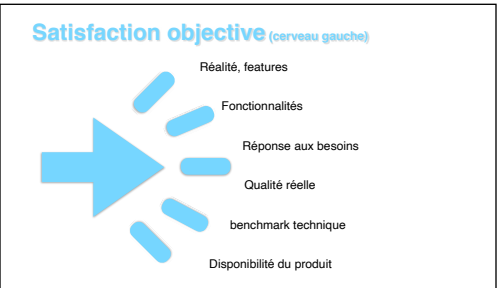 Satisfaction objective (cerveau gauche)
Réalité, features
Fonctionnalités
Réponse aux besoins
Qualité réelle
benchmark technique
Disponibilité du produit